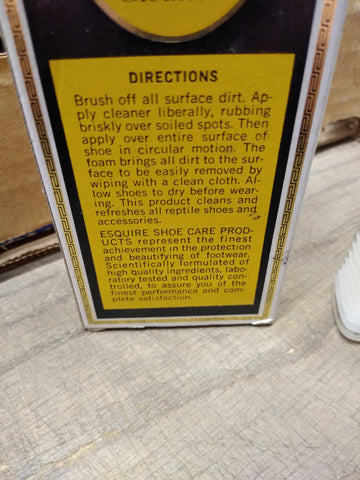 DIRECTIONS
Brush off all surface dirt. Ap-
ply cleaner liberally, rubbing
briskly over soiled spots. Then
apply over entire surface of
shoe in circular motion. The
foam brings all dirt to the sur-
face to be easily removed by
wiping with a clean cloth. Al-
low shoes to dry before wear-
ing. This product cleans and
refreshes all reptile shoes and
accessories.
ESQUIRE SHOE CARE PROD-
UCTS represent the finest
achievement in the protection
and beautifying of footwear.
Scientifically formulated of
high quality ingredients, labo-
ratory tested and quality con-
trolled, to assure you of the
finest performance and com-
plete satisfaction.